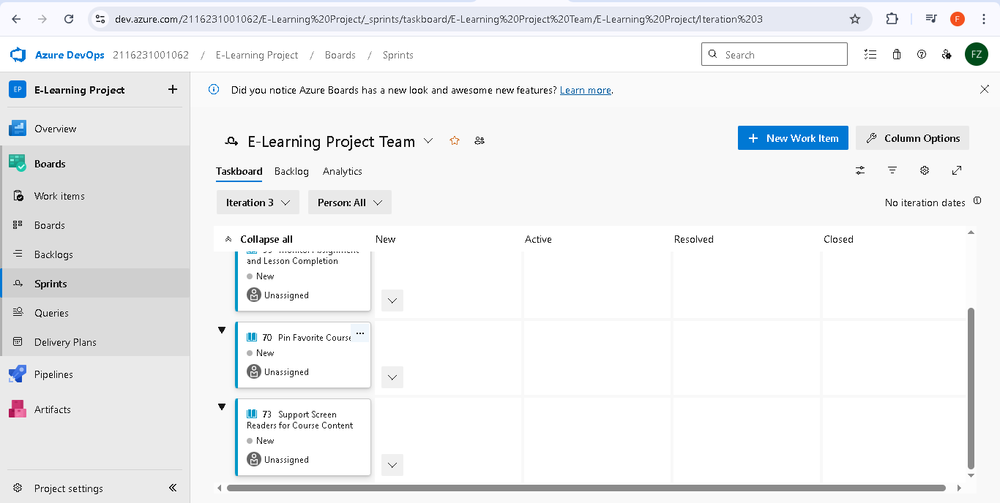 dev.azure.com/2116231001062/E-Learning%20Project/_sprints/taskboard/E-Learning%20Project%20Team/E-Learning%20Project/Iteration%203
F
Azure DevOps 2116231001062 / E-Learning Project / Boards / Sprints
Search
FZ
EP E-Learning Project
Did you notice Azure Boards has a new look and awesome new features? Learn more.
Overview
Boards
Work items
Boards
Backlogs
Sprints
Queries
Delivery Plans
Pipelines
Artifacts
Project settings
E-Learning Project Team
New Work Item
Column Options
Taskboard Backlog Analytics
Iteration 3
Person: All
No iteration dates
Collapse all New Active Resolved Closed
Monitor Assignment
and Lesson Completion
New
Unassigned
70 Pin Favorite Course
New
Unassigned
73 Support Screen
Readers for Course Content
New
Unassigned